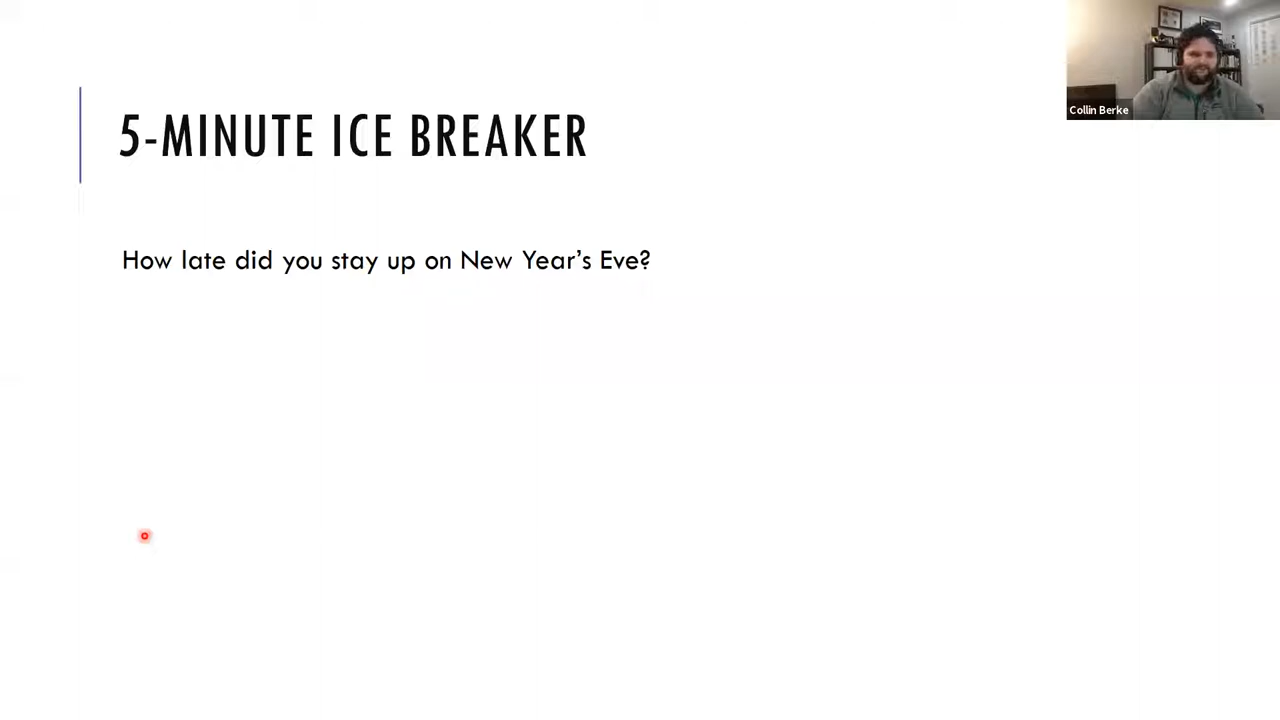 Collin Berke
5-MINUTE ICE BREAKER
How late did you stay up on New Year’s Eve?